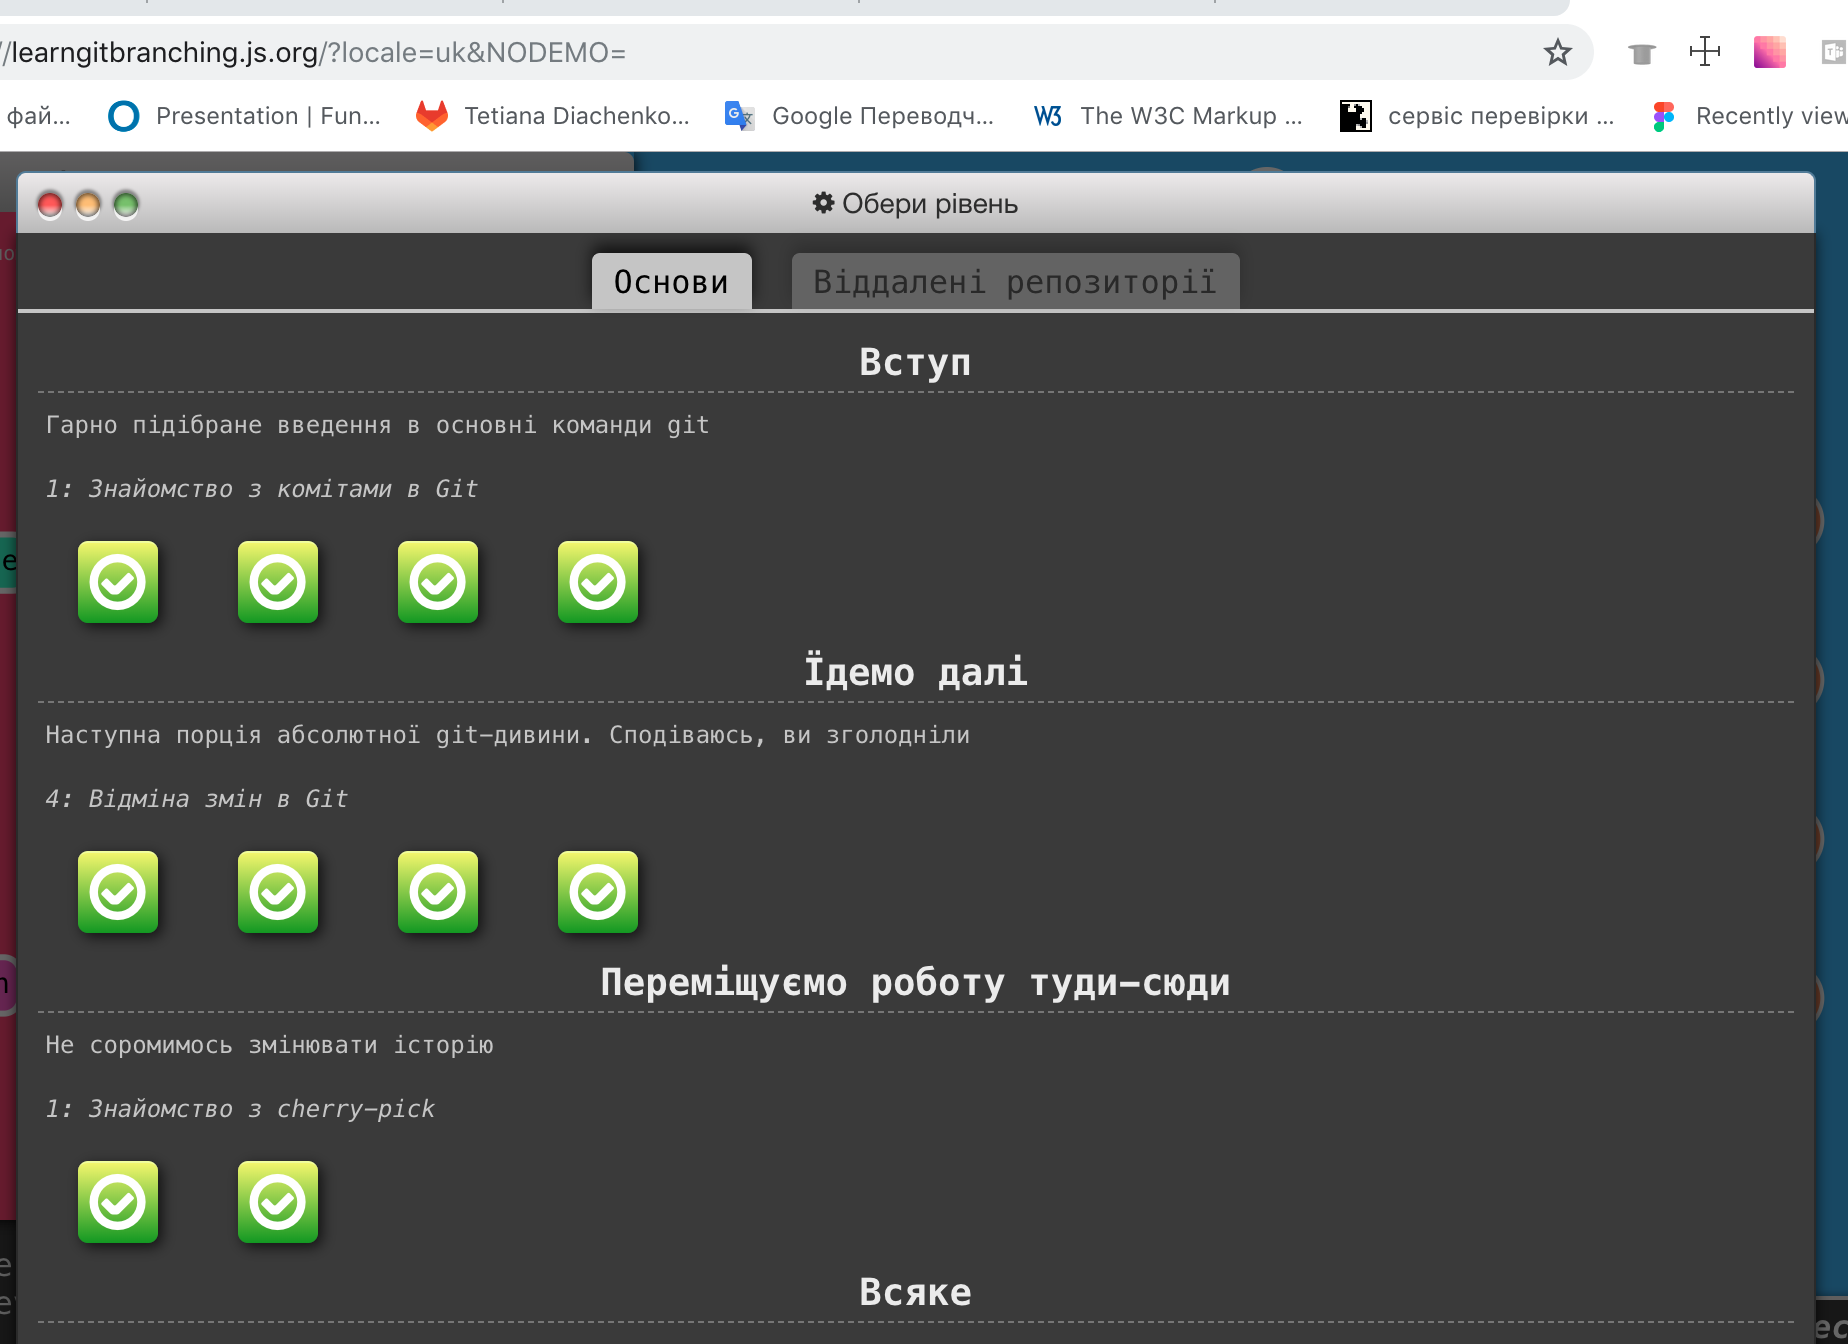 //learngitbranching.js.org/?locale=uk&NODEMO=
фай... Presentation | Fun... Tetiana Diachenko... Google Переводч... The W3C Markup ... сервіс перевірки ... Recently view
Обери рівень
Основи Віддалені репозиторії
Вступ
Гарно підібране введення в основні команди git
1: Знайомство з комітами в Git
Їдемо далі
Наступна порція абсолютної git-дивини. Сподіваюсь, ви зголодніли
4: Відміна змін в Git
Переміщуємо роботу туди-сюди
Не соромимось змінювати історію
1: Знайомство з cherry-pick
Всяке